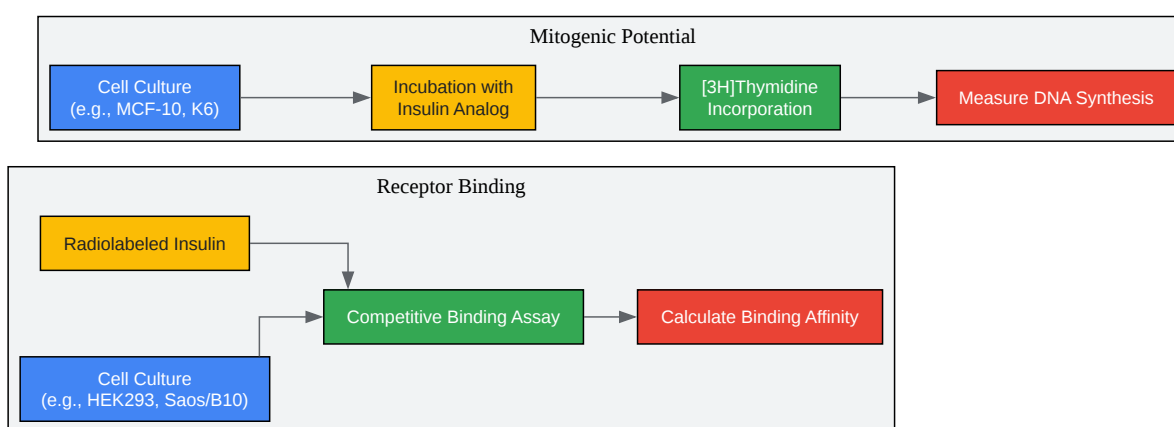 Mitogenic Potential
Cell Culture
(e.g., MCF-10, K6)
Incubation with
Insulin Analog
[3H]Thymidine
Incorporation
Measure DNA Synthesis
Receptor Binding
Radiolabeled Insulin
Competitive Binding Assay
Calculate Binding Affinity
Cell Culture
(e.g., HEK293, Saos/B10)